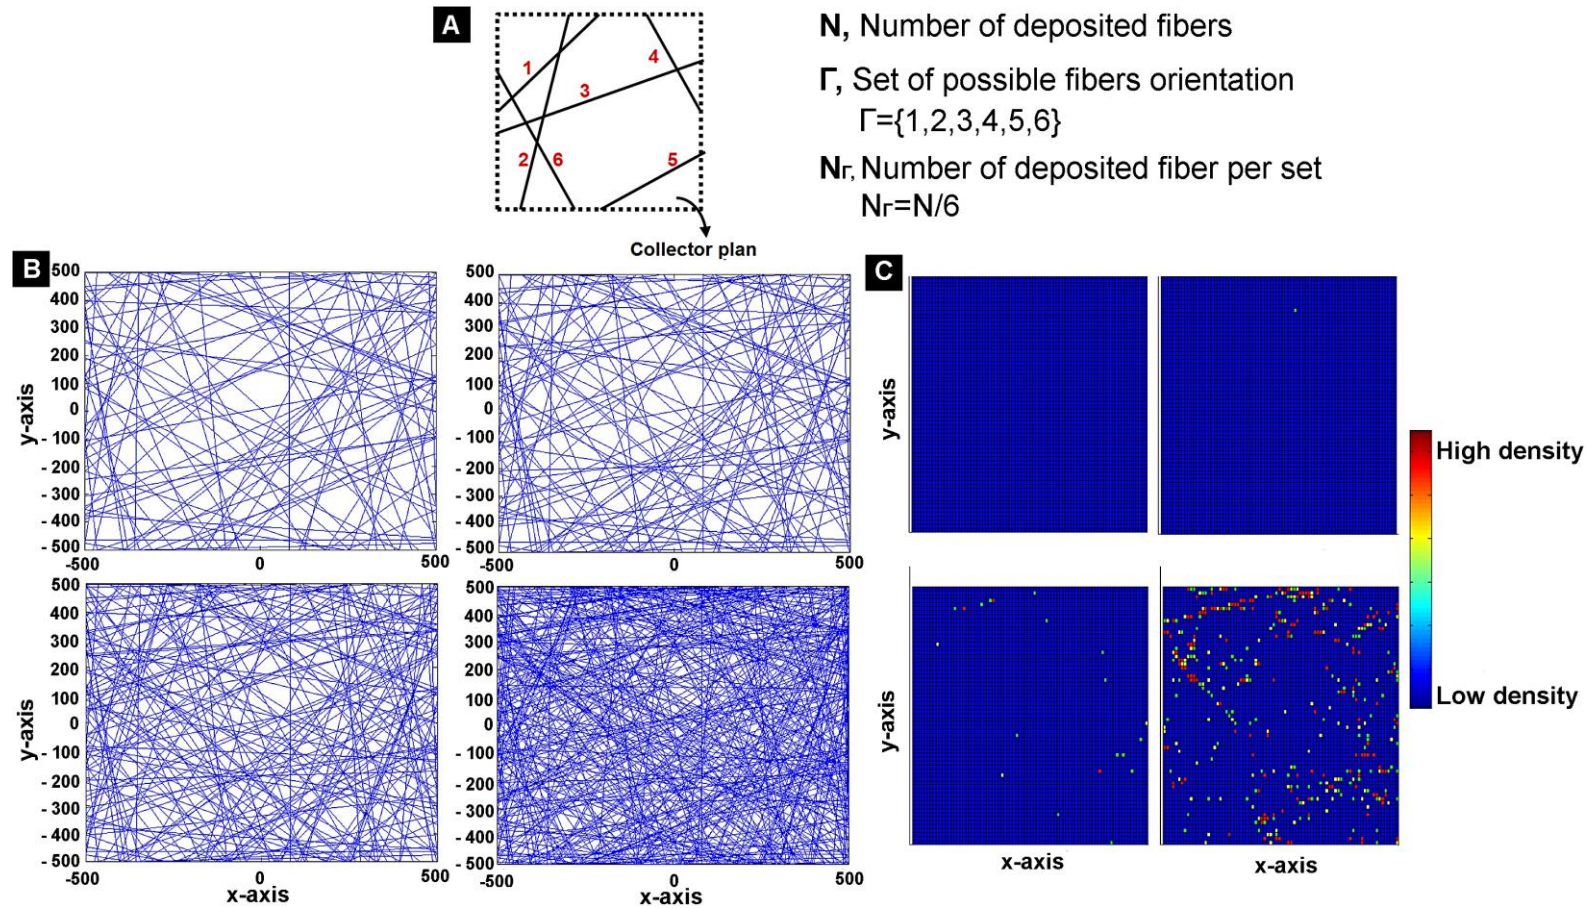 A
1
2
3
4
5
6
Collector plan
N, Number of deposited fibers
Γ, Set of possible fibers orientation
Γ={1,2,3,4,5,6}
NΓ, Number of deposited fiber per set
NΓ=N/6
B
y-axis
500
400
300
200
100
0
- 100
- 200
- 300
- 400
- 500
-500 0 500
500
400
300
200
100
0
- 100
- 200
- 300
- 400
- 500
-500 0 500
y-axis
500
400
300
200
100
0
- 100
- 200
- 300
- 400
- 500
-500 0 500
x-axis
500
400
300
200
100
0
- 100
- 200
- 300
- 400
- 500
-500 0 500
x-axis
C
y-axis
y-axis
x-axis
x-axis
High density
Low density